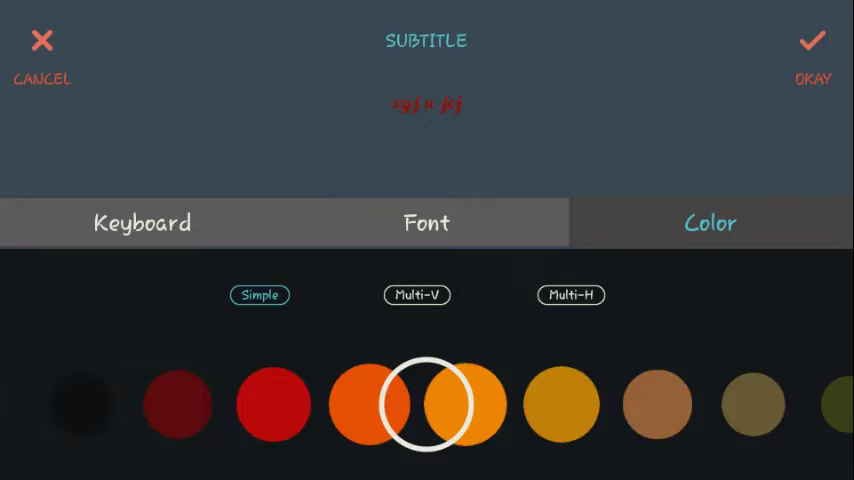 SUBTITLE
CANCEL
OKAY
Keyboard
Font
Color
Simple
Multi-V
Multi-H